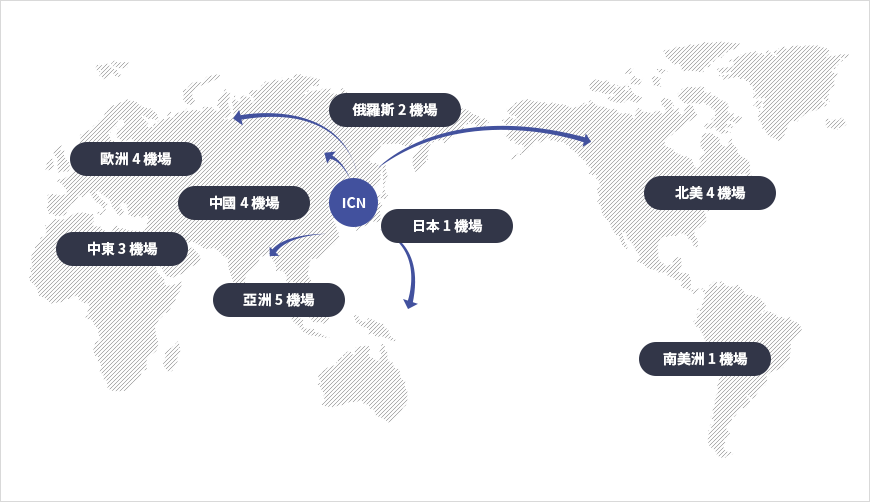 俄羅斯 2 機場
歐洲 4 機場
中國 4 機場
ICN
北美 4 機場
日本 1 機場
中東 3 機場
亞洲 5 機場
南美洲 1 機場